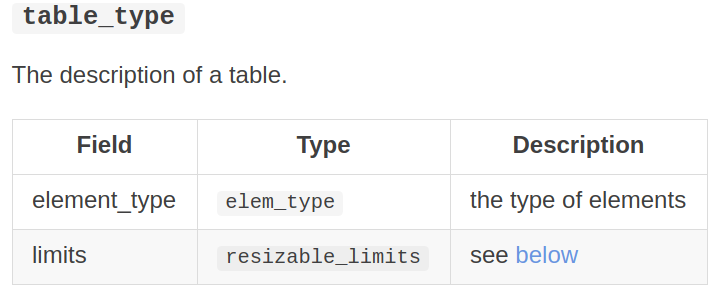 table_type
The description of a table.
Field Type Description
element_type elem_type the type of elements
limits resizable_limits see below